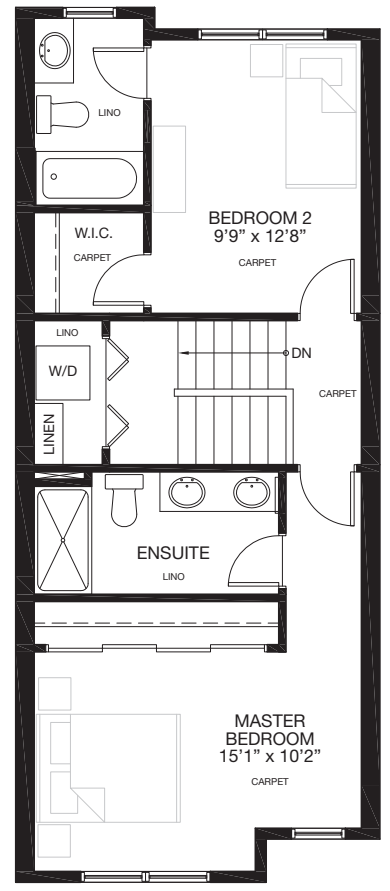 LINO
BEDROOM 2
9’9” x 12’8”
CARPET
W.I.C.
CARPET
LINO
W/D
LINEN
DN
CARPET
ENSUITE
LINO
MASTER
BEDROOM
15’1” x 10’2”
CARPET